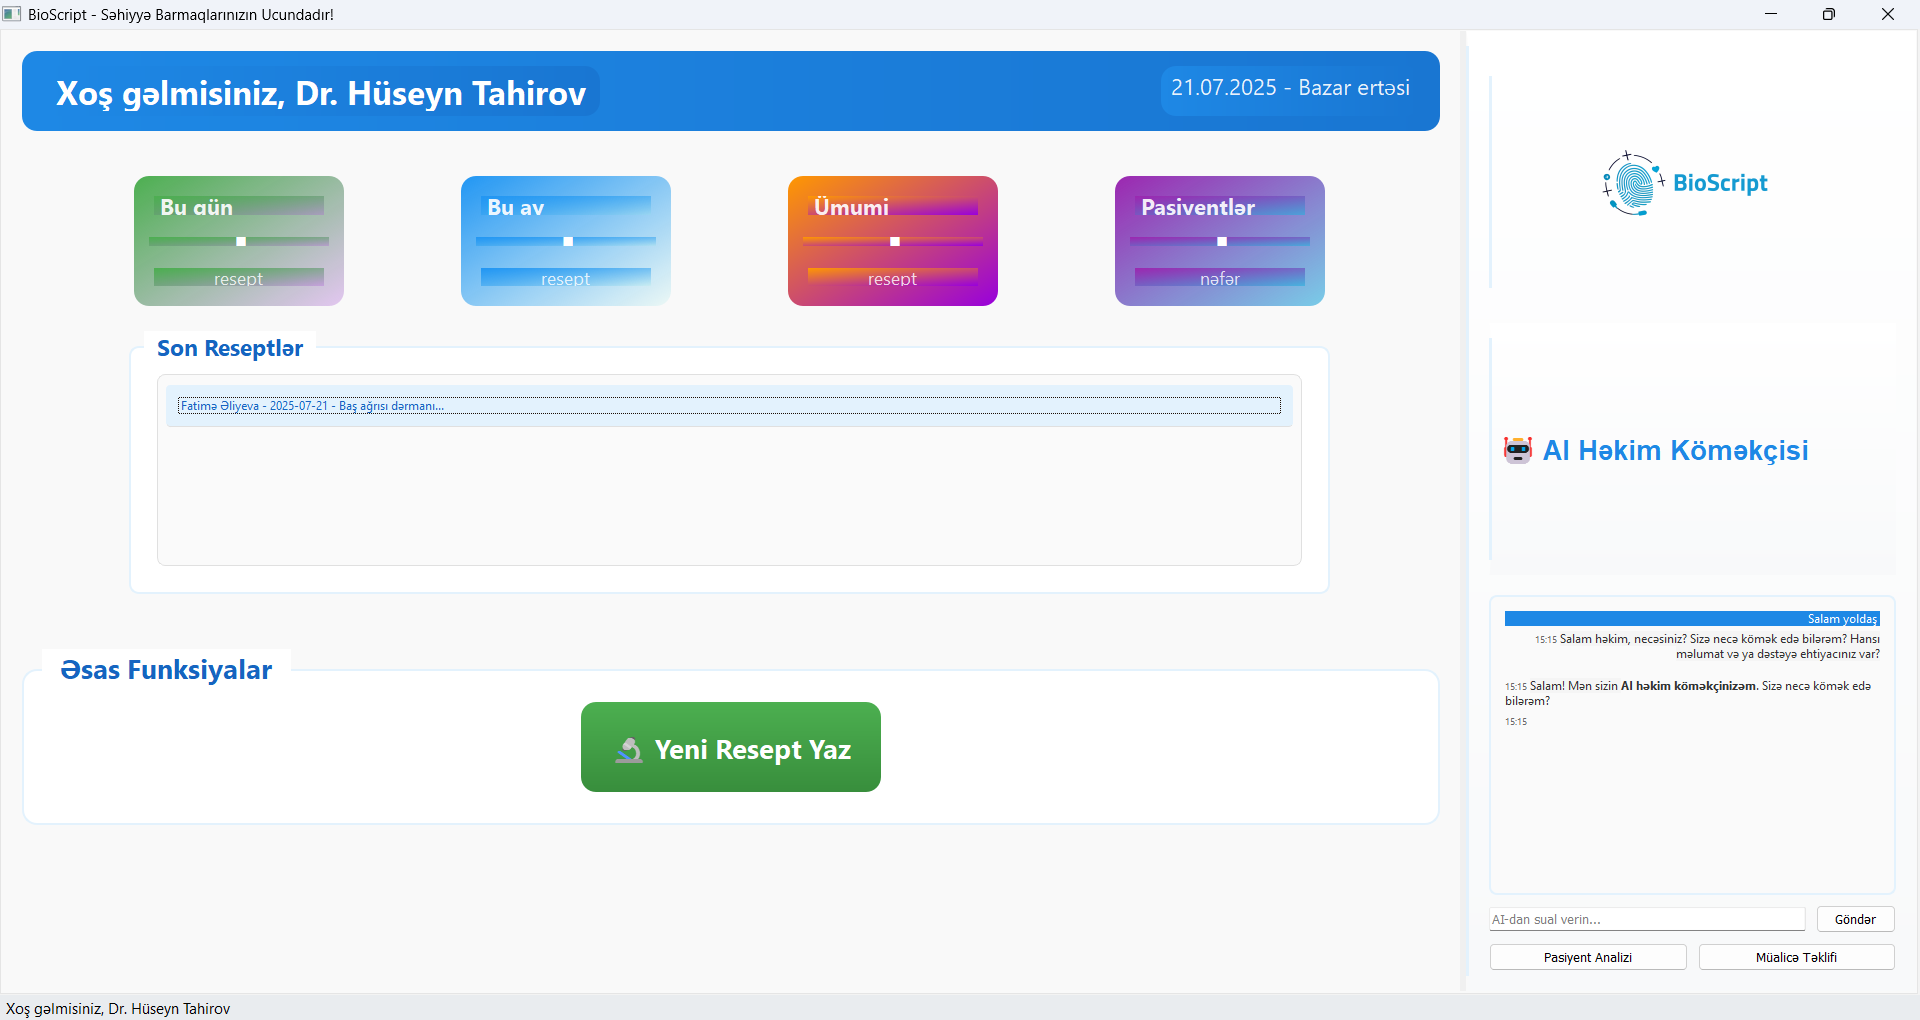 BioScript - Səhiyyə Barmaqlarınızın Ucundadır!
Xoş gəlmisiniz, Dr. Hüseyn Tahirov
21.07.2025 - Bazar ertəsi
Bu gün
resept
Bu ay
resept
Ümumi
resept
Pasiyentlər
nəfər
Son Reseptlər
Fatimə Əliyeva - 2025-07-21 - Baş ağrısı dərmanı...
Əsas Funksiyalar
Yeni Resept Yaz
BioScript
AI Həkim Köməkçisi
Salam yoldaş
15:15 Salam həkim, necəsiniz? Sizə necə kömək edə bilərəm? Hansı
məlumat və ya dəstəyə ehtiyacınız var?
15:15 Salam! Mən sizin AI həkim köməkçinizəm. Sizə necə kömək edə
bilərəm?
15:15
AI-dan sual verin...
Göndər
Pasiyent Analizi
Müalicə Təklifi
Xoş gəlmisiniz, Dr. Hüseyn Tahirov